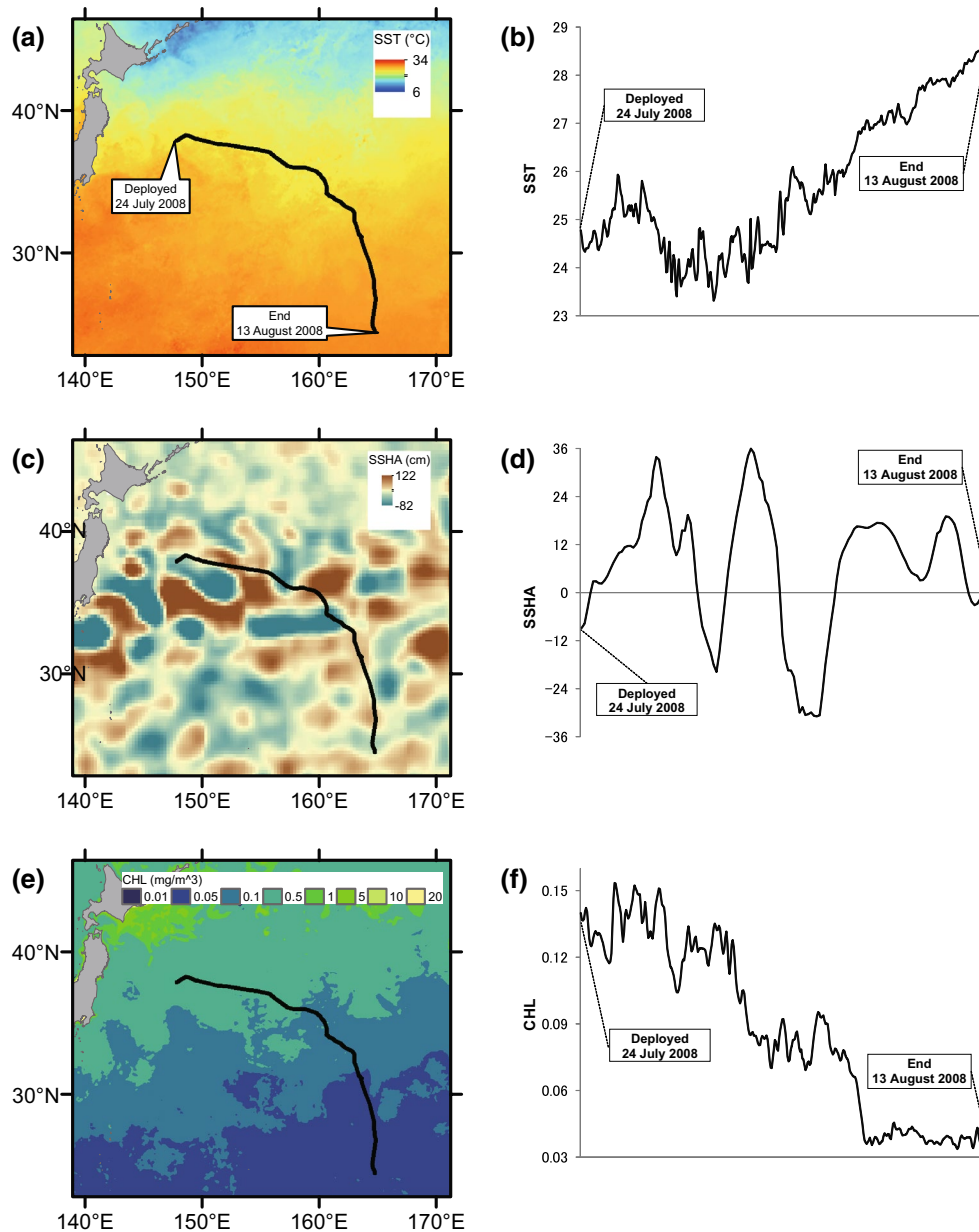 (a)
SST (°C)
34
6
40°N
30°N
Deployed
24 July 2008
End
13 August 2008
140°E
150°E
160°E
170°E
(b)
29
28
27
26
25
24
23
SST
Deployed
24 July 2008
End
13 August 2008
(c)
SSHA (cm)
122
-82
40°N
30°N
140°E
150°E
160°E
170°E
(d)
36
24
12
0
-12
-24
-36
SSHA
End
13 August 2008
Deployed
24 July 2008
(e)
CHL (mg/m^3)
0.01 0.05 0.1 0.5 1 5 10 20
40°N
30°N
140°E
150°E
160°E
170°E
(f)
0.15
0.12
0.09
0.06
0.03
CHL
Deployed
24 July 2008
End
13 August 2008